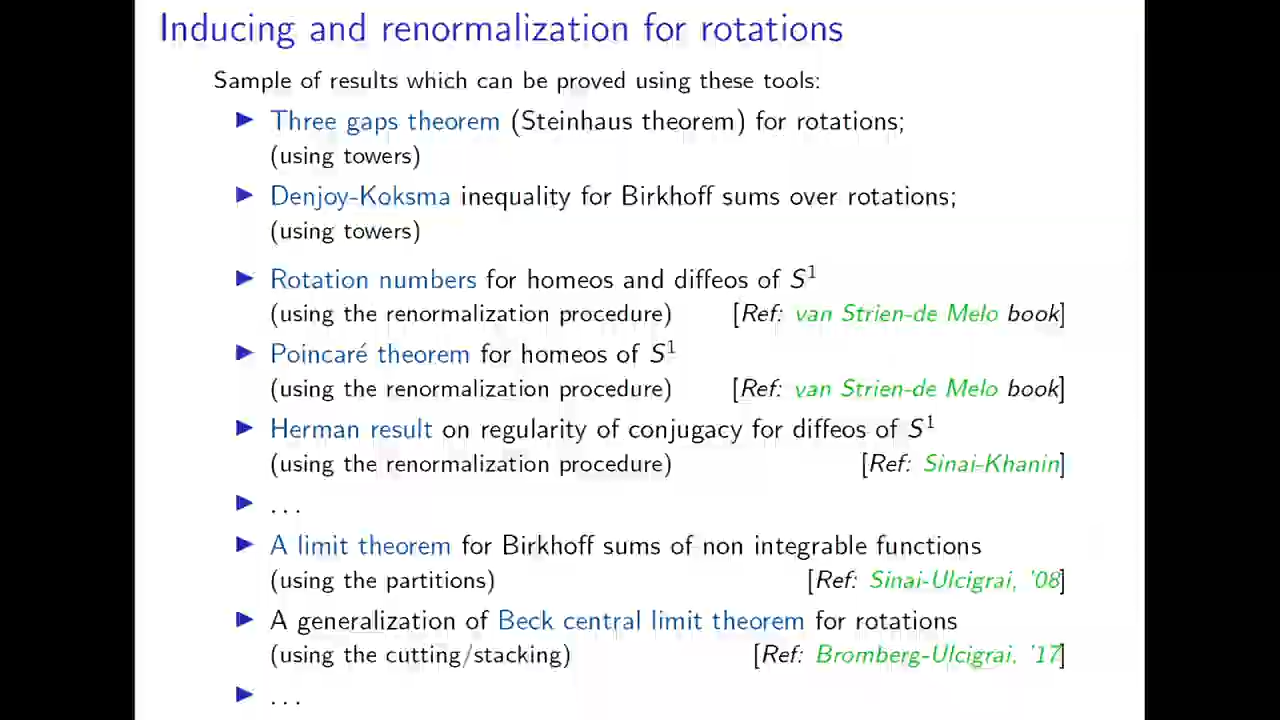 Inducing and renormalization for rotations
Sample of results which can be proved using these tools:
▶ Three gaps theorem (Steinhaus theorem) for rotations;
(using towers)
▶ Denjoy-Koksma inequality for Birkhoff sums over rotations;
(using towers)
▶ Rotation numbers for homeos and diffeos of S¹
(using the renormalization procedure) [Ref: van Strien-de Melo book]
▶ Poincaré theorem for homeos of S¹
(using the renormalization procedure) [Ref: van Strien-de Melo book]
▶ Herman result on regularity of conjugacy for diffeos of S¹
(using the renormalization procedure) [Ref: Sinai-Khanin]
▶ ...
▶ A limit theorem for Birkhoff sums of non integrable functions
(using the partitions) [Ref: Sinai-Ulcigrai, '08]
▶ A generalization of Beck central limit theorem for rotations
(using the cutting/stacking) [Ref: Bromberg-Ulcigrai, '17]
▶ ...